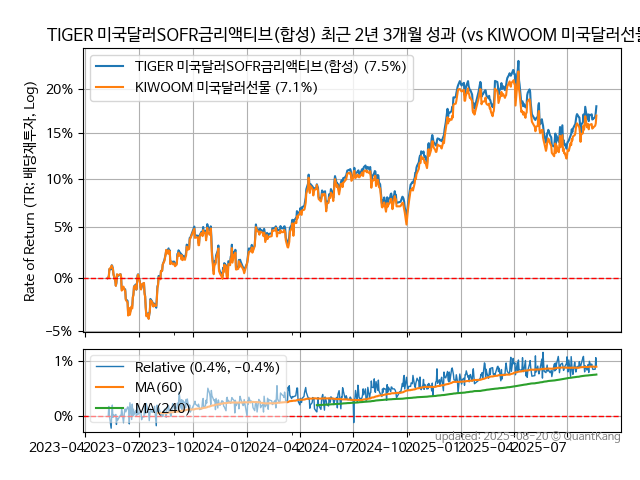 TIGER 미국달러SOFR금리액티브(합성) 최근 2년 3개월 성과 (vs KIWOOM 미국달러선물
TIGER 미국달러SOFR금리액티브(합성) (7.5%)
KIWOOM 미국달러선물 (7.1%)
Rate of Return (TR: 배당재투자, Log)
20%
15%
10%
5%
0%
−5%
Relative (0.4%, −0.4%)
MA(60)
MA(240)
1%
0%
2023-04
2023-07
2023-10
2024-01
2024-04
2024-07
2024-10
2025-01
2025-04
2025-07
updated: 2025-08-20 © QuantKang